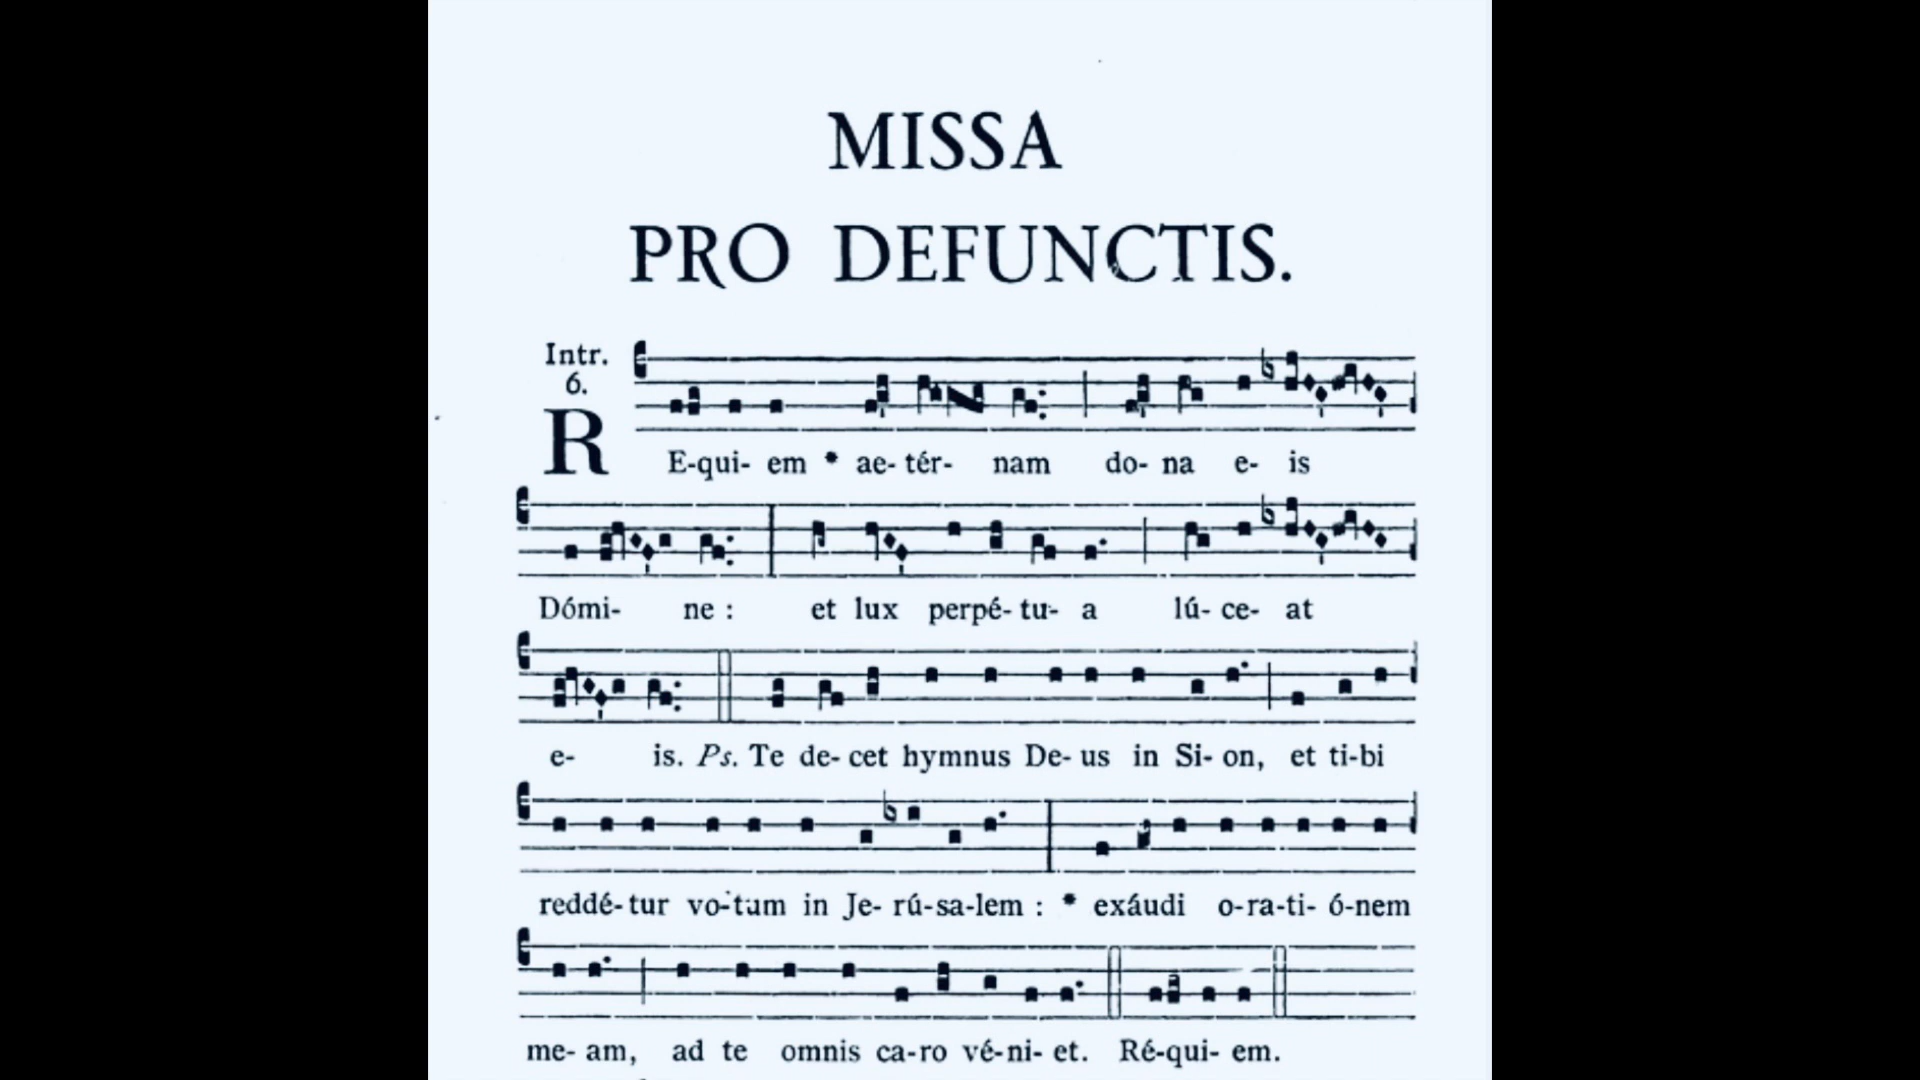 MISSA
PRO DEFUNCTIS.
Intr.
6.
RE-qui- em * ae- tér- nam do- na e- is
Dómi- ne : et lux perpé- tu- a lú- ce- at
e- is. Ps. Te de- cet hymnus De- us in Si- on, et ti-bi
reddé- tur vo-tum in Je- rú-sa-lem : * exáudi o-ra-ti- ó-nem
me- am, ad te omnis ca-ro vé-ni- et. Ré-qui- em.